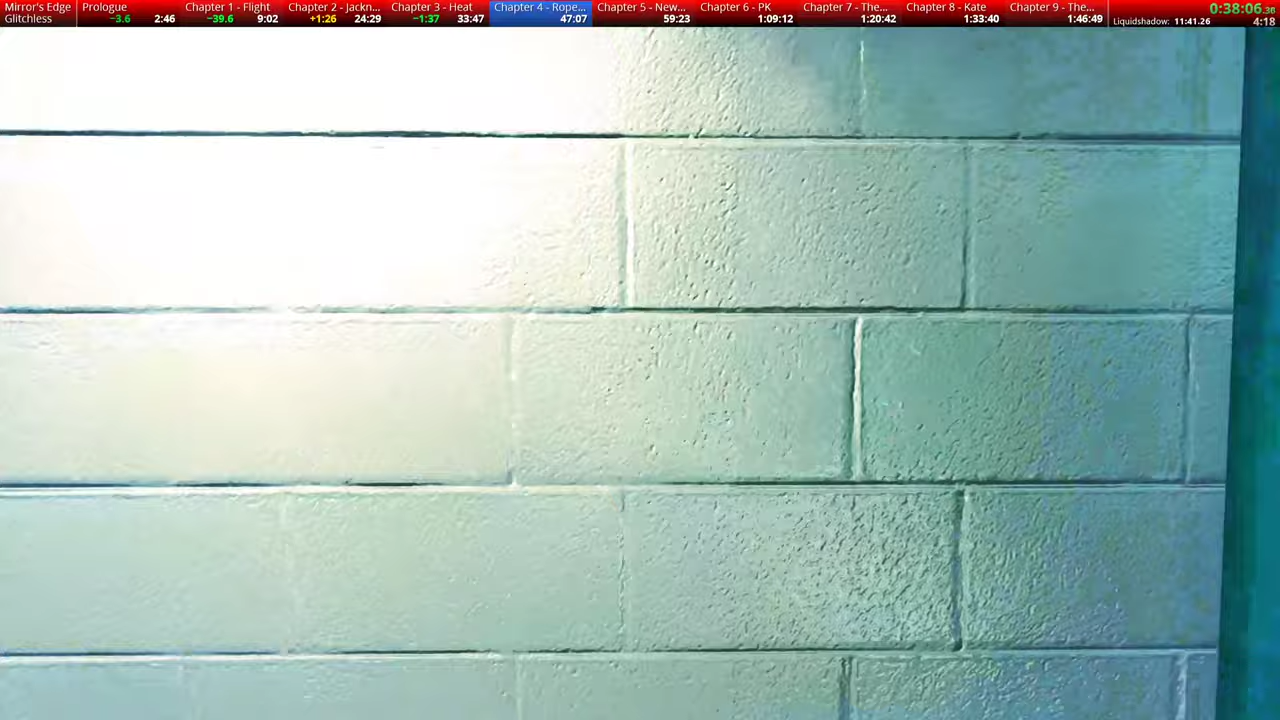 Mirror's Edge
Glitchless
Prologue
−3.6 2:46
Chapter 1 - Flight
−39.6 9:02
Chapter 2 - Jackn...
+1:26 24:29
Chapter 3 - Heat
−1:37 33:47
Chapter 4 - Rope...
47:07
Chapter 5 - New...
59:23
Chapter 6 - PK
1:09:12
Chapter 7 - The...
1:20:42
Chapter 8 - Kate
1:33:40
Chapter 9 - The...
1:46:49
0:38:06.36
Liquidshadow: 11:41.26 4:18